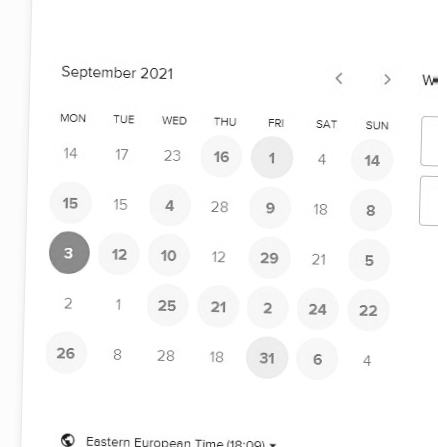 September 2021 < > W
MON TUE WED THU FRI SAT SUN
14 17 23 16 1 4 14
15 15 4 28 9 18 8
3 12 10 12 29 21 5
2 1 25 21 2 24 22
26 8 28 18 31 6 4
Eastern European Time (18:09)